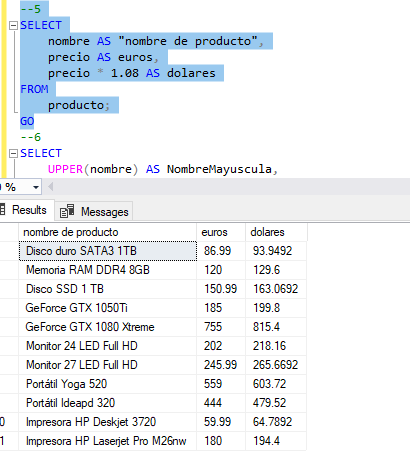 --5
SELECT
nombre AS "nombre de producto",
precio AS euros,
precio * 1.08 AS dolares
FROM
producto;
GO
--6
SELECT
UPPER(nombre) AS NombreMayuscula,
%
Results Messages
nombre de producto euros dolares
Disco duro SATA3 1TB 86.99 93.9492
Memoria RAM DDR4 8GB 120 129.6
Disco SSD 1 TB 150.99 163.0692
GeForce GTX 1050Ti 185 199.8
GeForce GTX 1080 Xtreme 755 815.4
Monitor 24 LED Full HD 202 218.16
Monitor 27 LED Full HD 245.99 265.6692
Portátil Yoga 520 559 603.72
Portátil Ideapd 320 444 479.52
0 Impresora HP Deskjet 3720 59.99 64.7892
1 Impresora HP Laserjet Pro M26nw 180 194.4